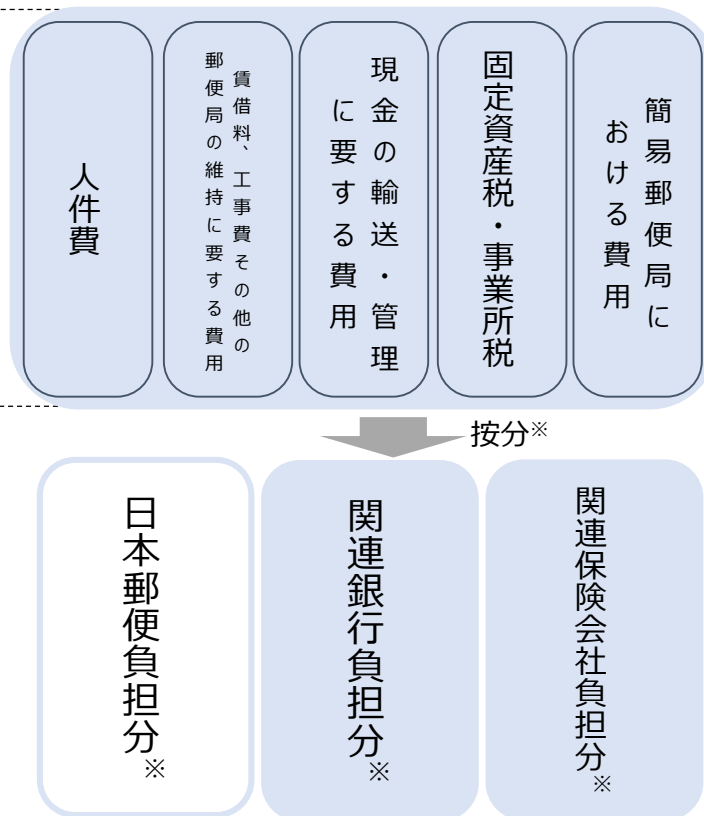 人件費
賃借料、工事費その他の
郵便局の維持に要する費用
現金の輸送・管理
に要する費用
固定資産税・事業所税
簡易郵便局に
おける費用
按分※
日本郵便負担分※
関連銀行負担分※
関連保険会社負担分※